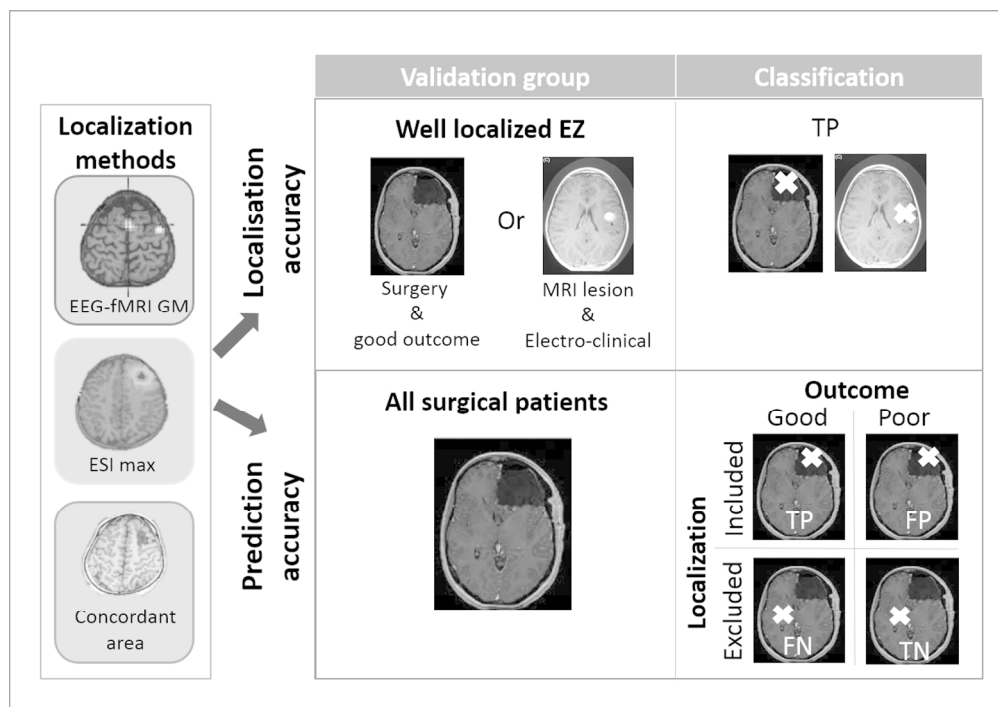 Validation group
Classification
Localization
methods
EEG-fMRI GM
ESI max
Concordant
area
Localisation
accuracy
Prediction
accuracy
Well localized EZ
Or
Surgery
&
good outcome
MRI lesion
&
Electro-clinical
TP
All surgical patients
Outcome
Good
Poor
Localization
Included
Excluded
TP
FP
FN
TN